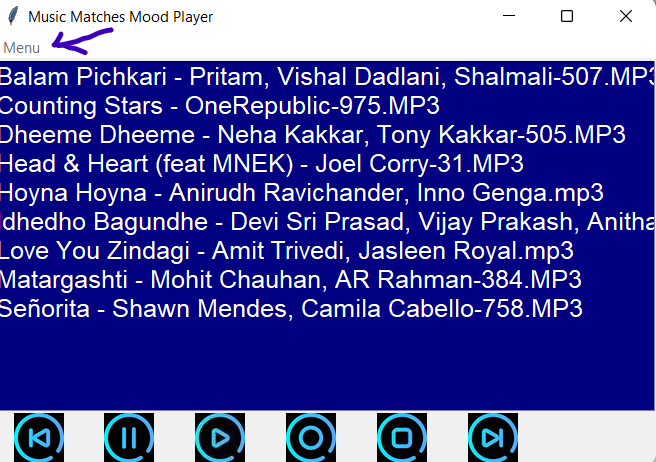 Music Matches Mood Player
Menu
Balam Pichkari - Pritam, Vishal Dadlani, Shalmali-507.MP3
Counting Stars - OneRepublic-975.MP3
Dheeme Dheeme - Neha Kakkar, Tony Kakkar-505.MP3
Head & Heart (feat MNEK) - Joel Corry-31.MP3
Hoyna Hoyna - Anirudh Ravichander, Inno Genga.mp3
Idhedho Bagundhe - Devi Sri Prasad, Vijay Prakash, Anitha
Love You Zindagi - Amit Trivedi, Jasleen Royal.mp3
Matargashti - Mohit Chauhan, AR Rahman-384.MP3
Señorita - Shawn Mendes, Camila Cabello-758.MP3